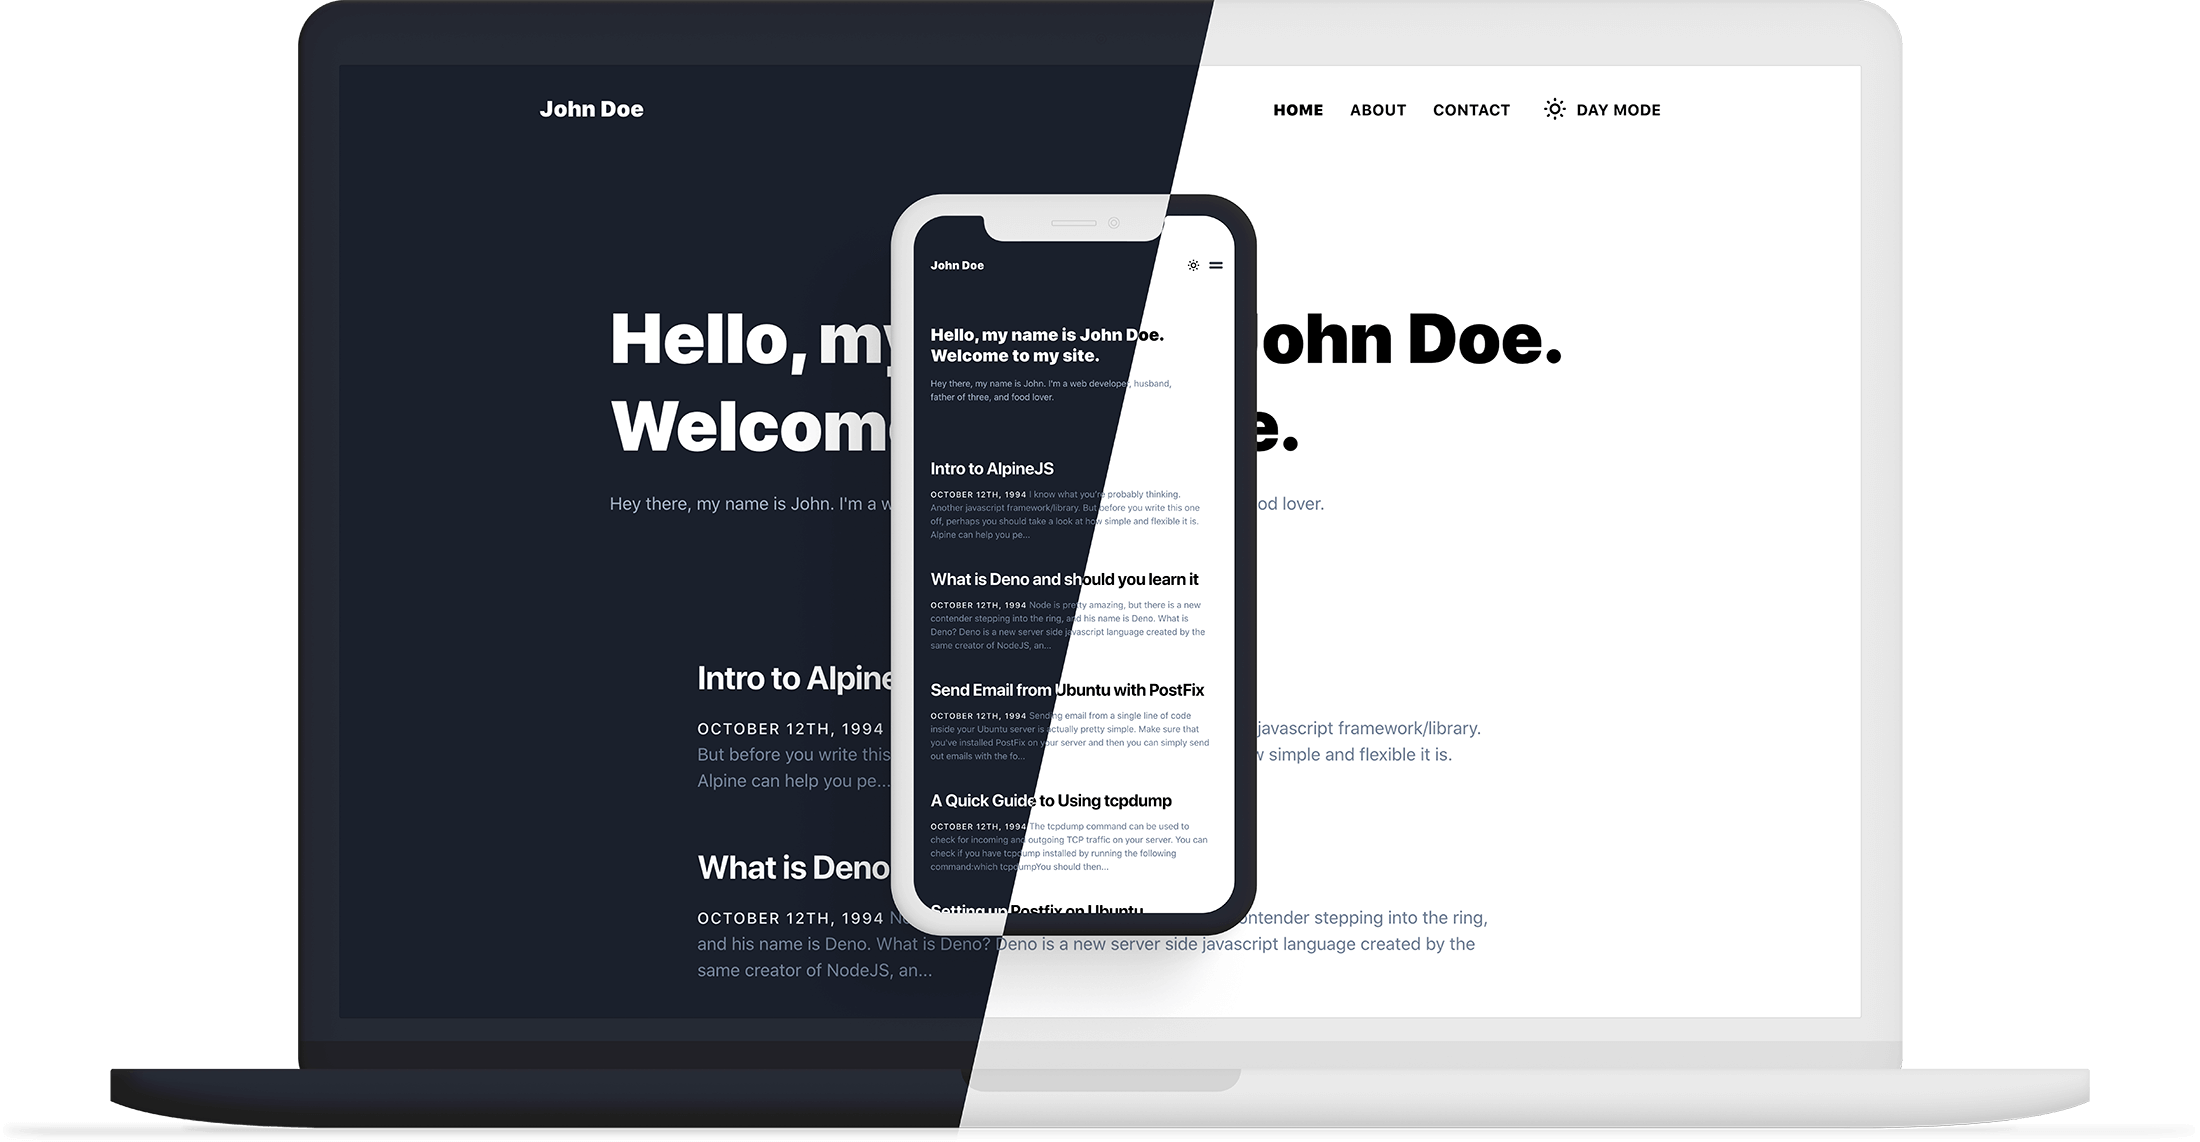 John Doe
HOME ABOUT CONTACT DAY MODE
Hello, my
John Doe.
Welcome
e.
Hey there, my name is John. I'm a w
od lover.
Intro to Alpine
OCTOBER 12TH, 1994
javascript framework/library.
But before you write this
simple and flexible it is.
Alpine can help you pe...
What is Deno
OCTOBER 12TH, 1994 No
ontender stepping into the ring,
and his name is Deno. What is Deno? Deno is a new server side javascript language created by the
same creator of NodeJS, an...
John Doe
Hello, my name is John Doe.
Welcome to my site.
Hey there, my name is John. I'm a web developer, husband,
father of three, and food lover.
Intro to AlpineJS
OCTOBER 12TH, 1994 I know what you're probably thinking.
Another javascript framework/library. But before you write this one
off, perhaps you should take a look at how simple and flexible it is.
Alpine can help you pe...
What is Deno and should you learn it
OCTOBER 12TH, 1994 Node is pretty amazing, but there is a new
contender stepping into the ring, and his name is Deno. What is
Deno? Deno is a new server side javascript language created by the
same creator of NodeJS, an...
Send Email from Ubuntu with PostFix
OCTOBER 12TH, 1994 Sending email from a single line of code
inside your Ubuntu server is actually pretty simple. Make sure that
you've installed PostFix on your server and then you can simply send
out emails with the fo...
A Quick Guide to Using tcpdump
OCTOBER 12TH, 1994 The tcpdump command can be used to
check for incoming and outgoing TCP traffic on your server. You can
check if you have tcpdump installed by running the following
command:which tcpdumpYou should then...
Setting up Postfix on Ubuntu